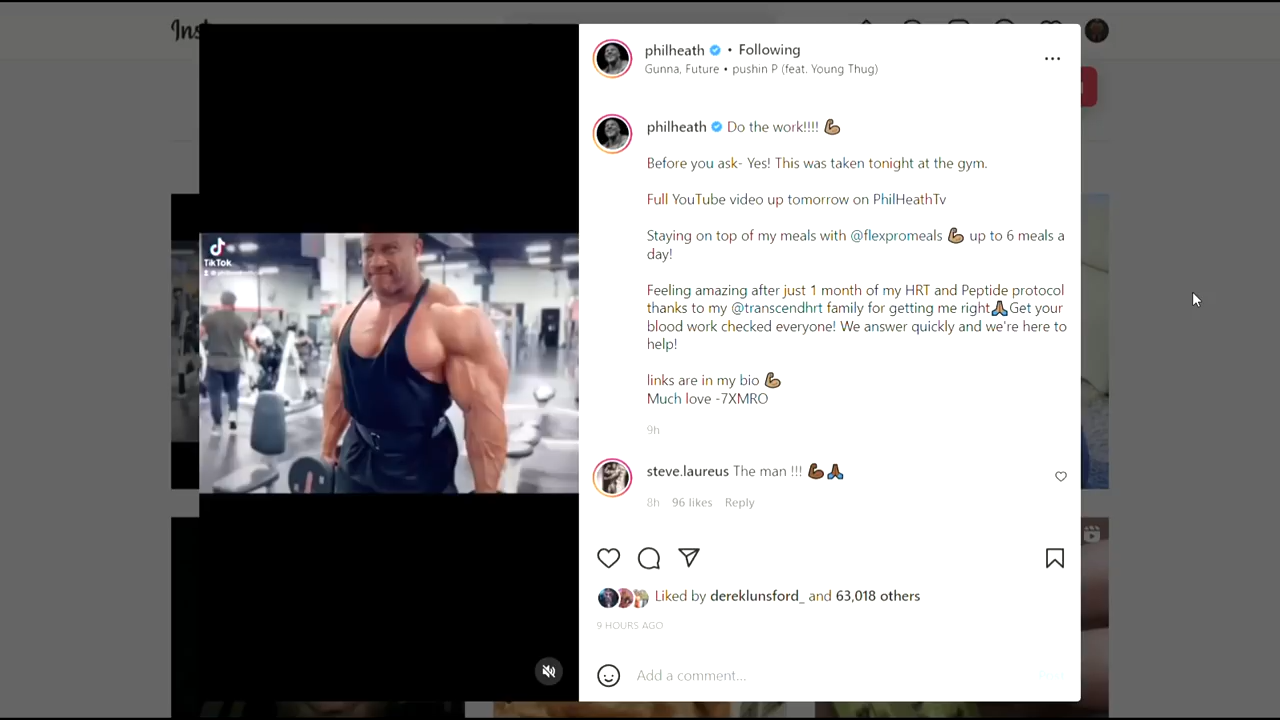 Ins
philheath • Following
Gunna, Future • pushin P (feat. Young Thug)
philheath Do the work!!!! 💪🏽
Before you ask- Yes! This was taken tonight at the gym.
Full YouTube video up tomorrow on PhilHeathTv
Staying on top of my meals with @flexpromeals 💪🏽 up to 6 meals a
day!
Feeling amazing after just 1 month of my HRT and Peptide protocol
thanks to my @transcendhrt family for getting me right🙏🏽Get your
blood work checked everyone! We answer quickly and we're here to
help!
links are in my bio 💪🏽
Much love -7XMRO
9h
TikTok
steve.laureus The man !!! 💪🏾🙏🏾
8h 96 likes Reply
Liked by dereklunsford_ and 63,018 others
9 HOURS AGO
Add a comment...